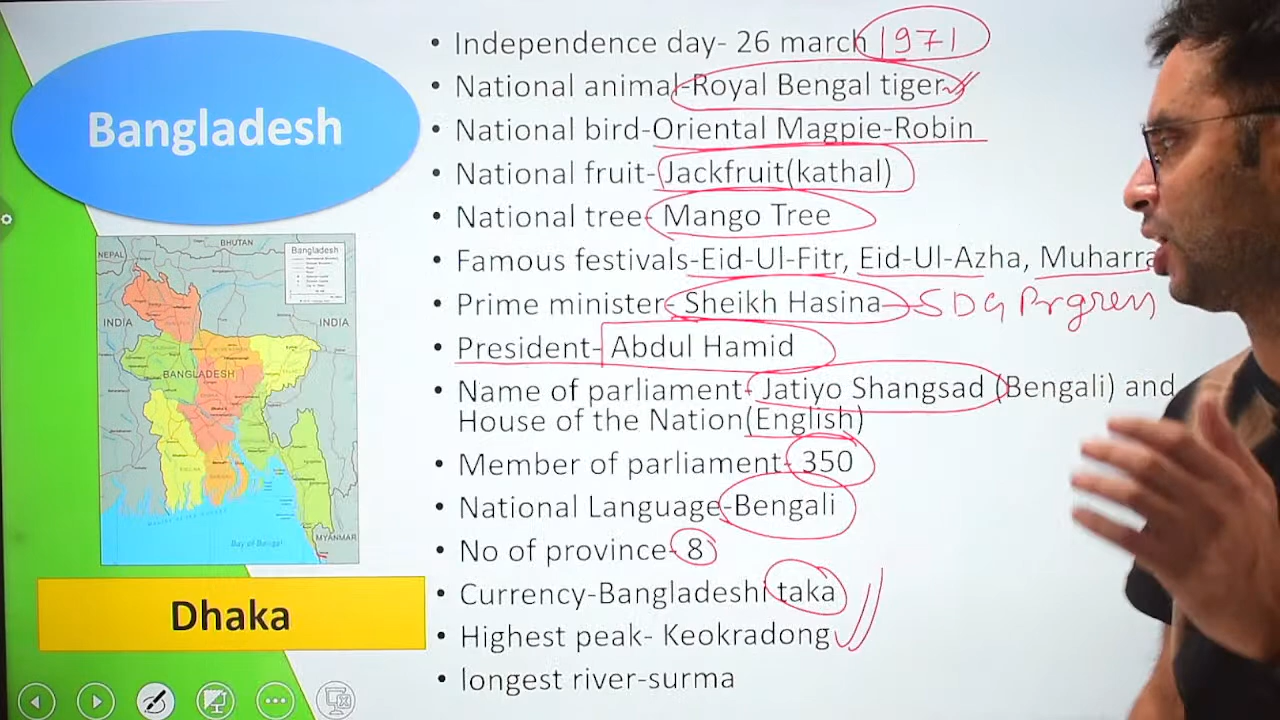 Bangladesh
• Independence day- 26 march 1971
• National animal-Royal Bengal tiger
• National bird-Oriental Magpie-Robin
• National fruit-Jackfruit(kathal)
• National tree- Mango Tree
• Famous festivals-Eid-Ul-Fitr, Eid-Ul-Azha, Muharra
• Prime minister- Sheikh Hasina SDG Prgress
• President- Abdul Hamid
• Name of parliament- Jatiyo Shangsad (Bengali) and
House of the Nation(English)
• Member of parliament- 350
• National Language-Bengali
• No of province- 8
• Currency-Bangladeshi taka
• Highest peak- Keokradong
• longest river-surma
NEPAL
BHUTAN
Bangladesh
INDIA
INDIA
BANGLADESH
Bay of Bengal
MYANMAR
Dhaka